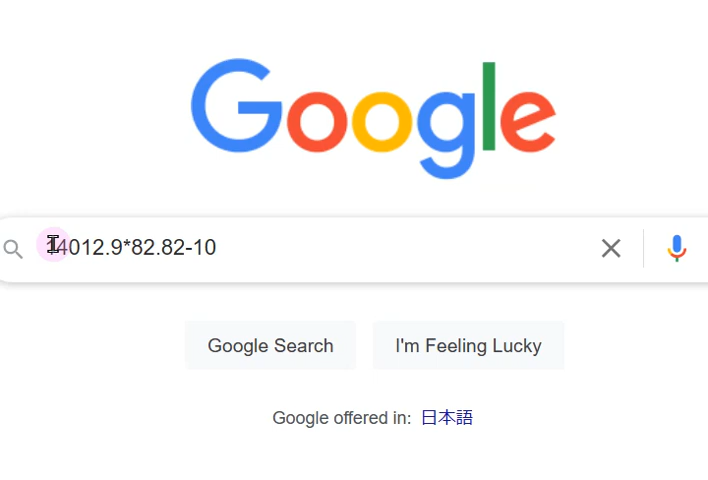 Google
14012.9*82.82-10
Google Search
I'm Feeling Lucky
Google offered in: 日本語